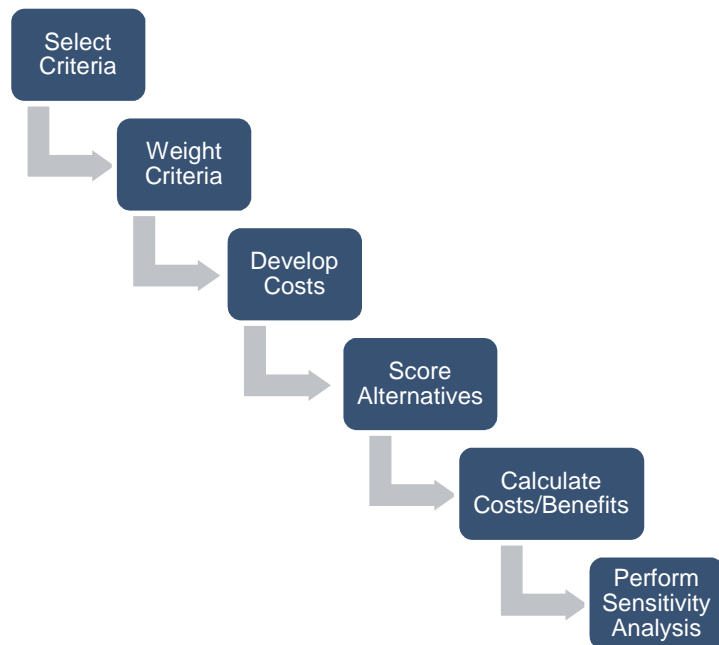 Select
Criteria
Weight
Criteria
Develop
Costs
Score
Alternatives
Calculate
Costs/Benefits
Perform
Sensitivity
Analysis